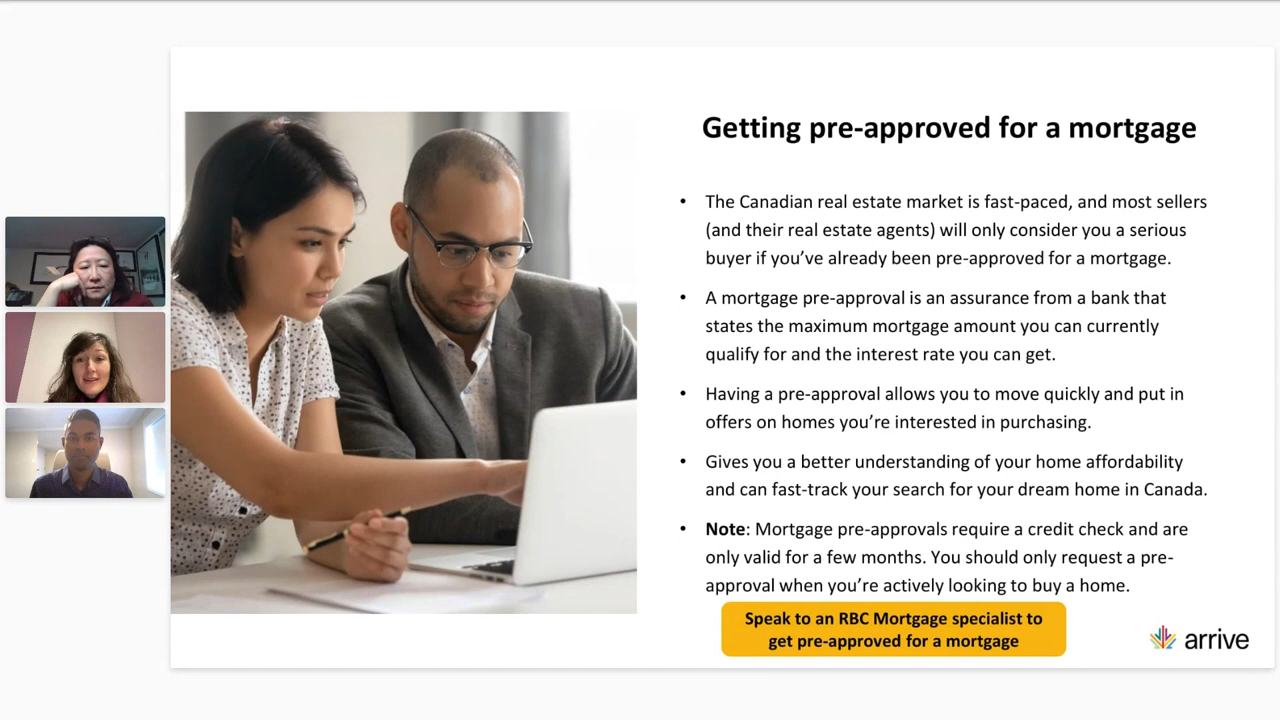 Getting pre-approved for a mortgage
• The Canadian real estate market is fast-paced, and most sellers
(and their real estate agents) will only consider you a serious
buyer if you’ve already been pre-approved for a mortgage.
• A mortgage pre-approval is an assurance from a bank that
states the maximum mortgage amount you can currently
qualify for and the interest rate you can get.
• Having a pre-approval allows you to move quickly and put in
offers on homes you’re interested in purchasing.
• Gives you a better understanding of your home affordability
and can fast-track your search for your dream home in Canada.
• Note: Mortgage pre-approvals require a credit check and are
only valid for a few months. You should only request a pre-
approval when you’re actively looking to buy a home.
Speak to an RBC Mortgage specialist to
get pre-approved for a mortgage
arrive